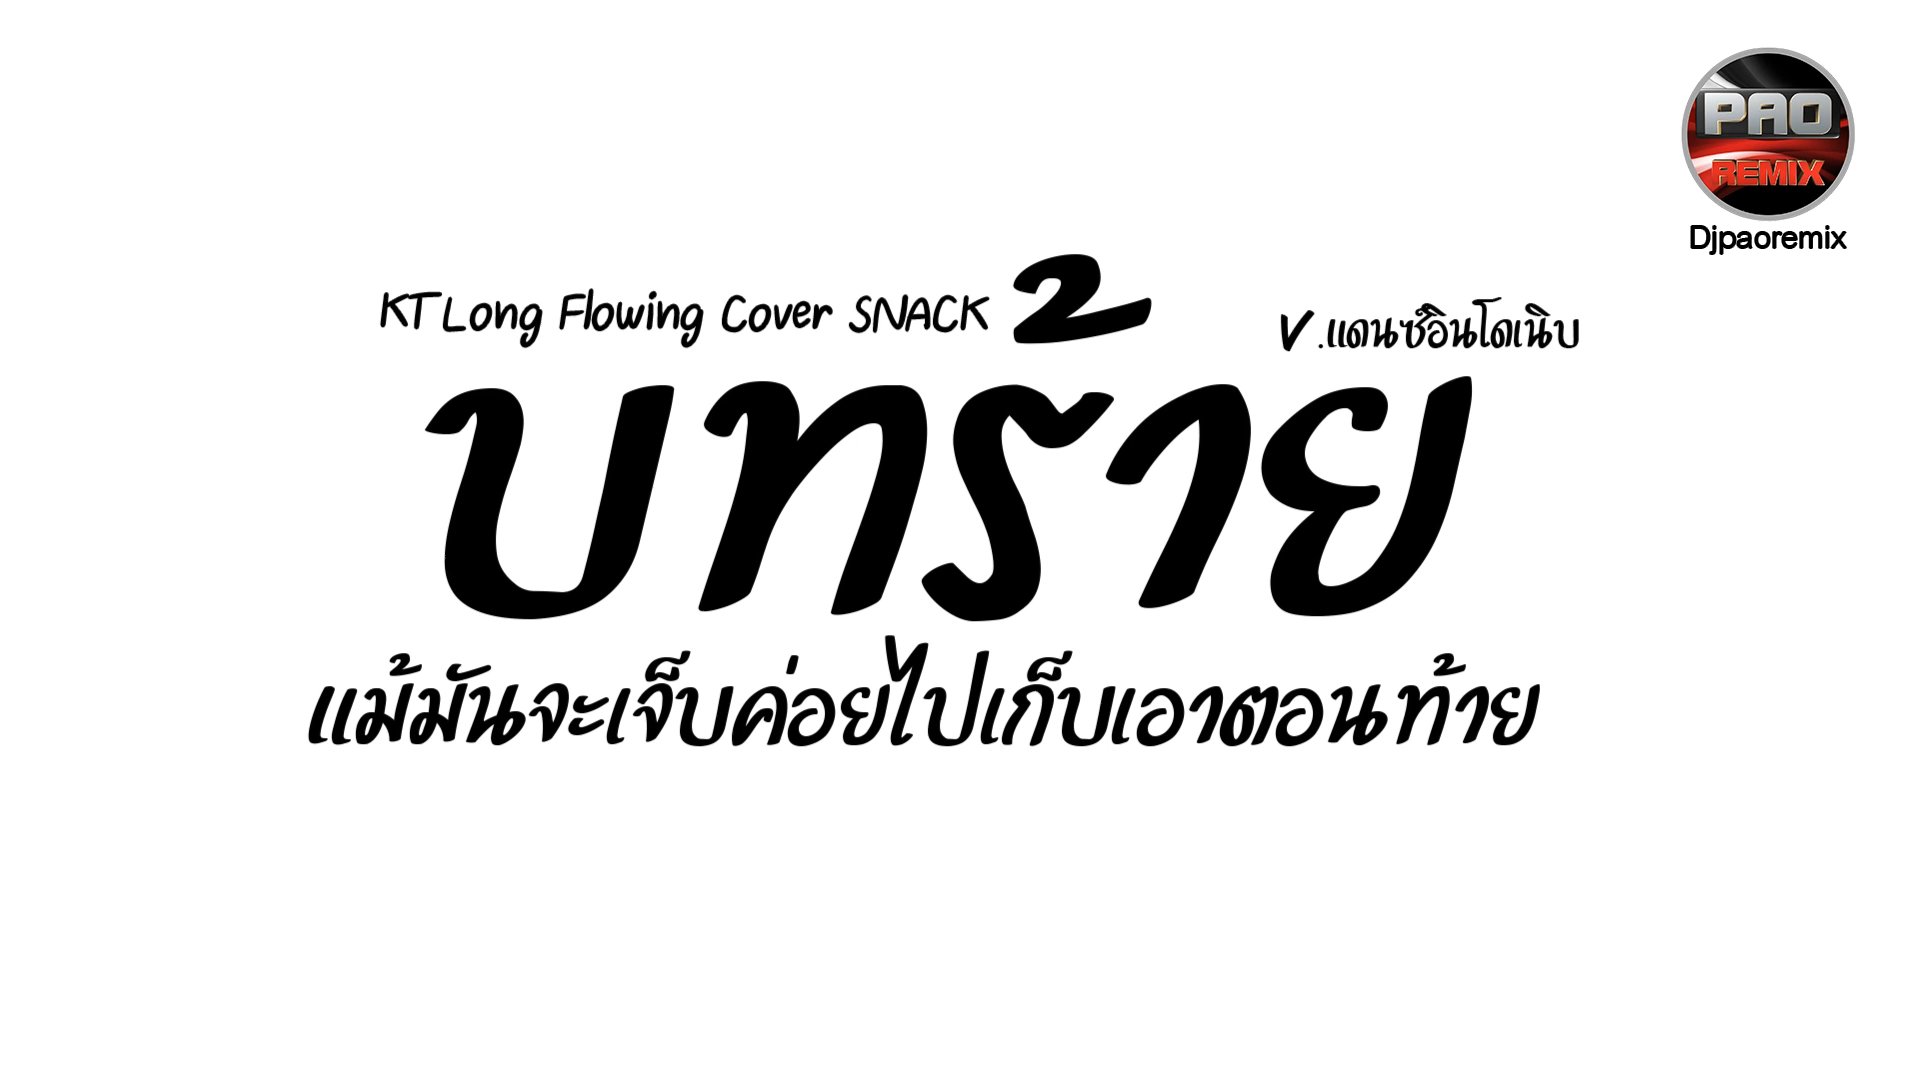 PAO
REMIX
Djpaoremix
KT Long Flowing Cover SNACK
V.แดนซ์อินโดเนิบ
บทร้าย
แม้มันจะเจ็บค่อยไปเก็บเอาตอนท้าย